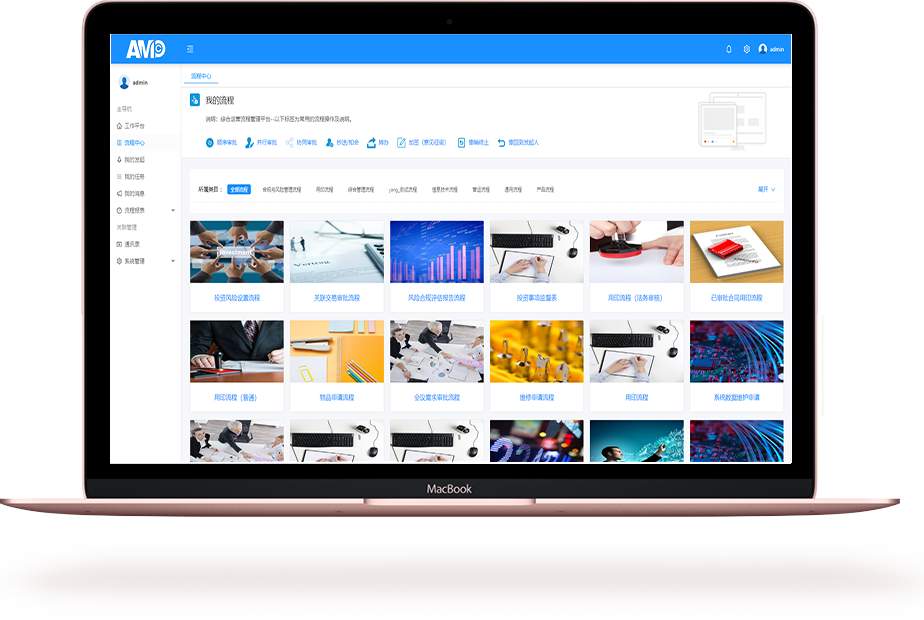 AMPC
admin
admin
主导航
工作平台
流程中心
我的发起
我的任务
我的消息
流程报表
关联管理
通讯录
系统管理
流程中心
我的流程
说明：综合运营流程管理平台--以下标签为常用的流程操作及说明。
顺序审批
并行审批
协同审批
抄送/知会
转办
加签（意见征询）
撤销终止
撤回到发起人
所属类目：
全部流程
合规与风险管理流程
用印流程
综合管理流程
yang_测试流程
信息技术流程
营运流程
通用流程
产品流程
展开
Investment
投资风险设置流程
关联交易审批流程
风险合规评估报告流程
投资事项监督表
用印流程（法务审核）
已审批合同用印流程
用印流程（普通）
物品申请流程
会议需求审批流程
维修申请流程
用印流程
系统数据维护申请
MacBook